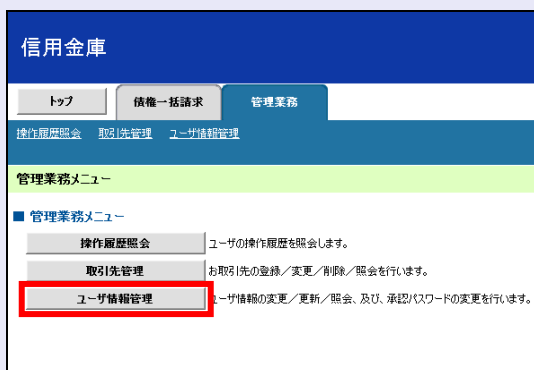 信用金庫
トップ 債権一括請求 管理業務
操作履歴照会 取引先管理 ユーザ情報管理
管理業務メニュー
■ 管理業務メニュー
操作履歴照会 ユーザの操作履歴を照会します。
取引先管理 お取引先の登録／変更／削除／照会を行います。
ユーザ情報管理 ユーザ情報の変更／更新／照会、及び、承認パスワードの変更を行います。